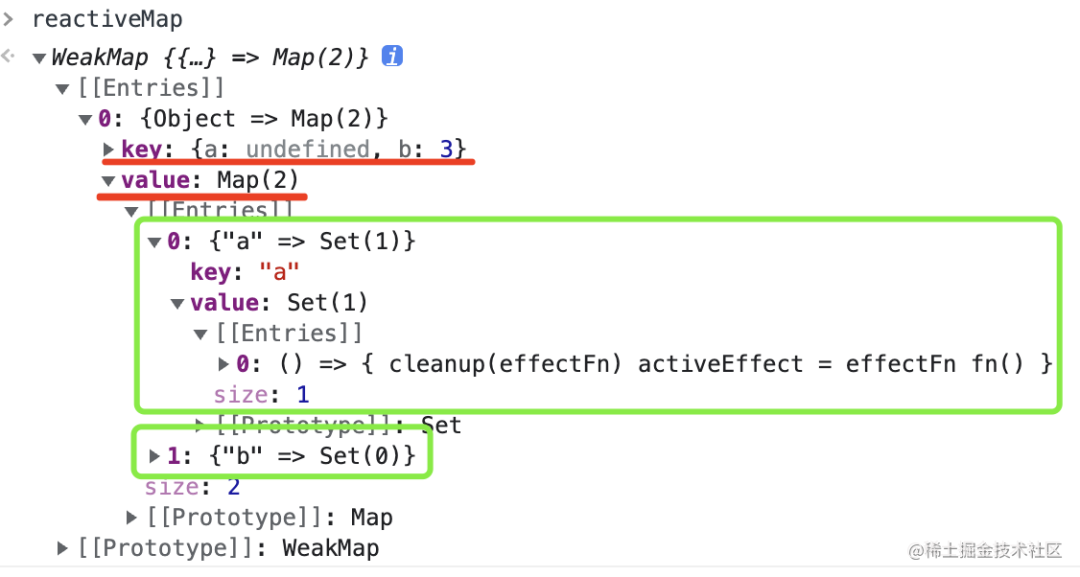 reactiveMap
WeakMap {{…} => Map(2)} i
[[Entries]]
0: {Object => Map(2)}
key: {a: undefined, b: 3}
value: Map(2)
[[Entries]]
0: {"a" => Set(1)}
key: "a"
value: Set(1)
[[Entries]]
0: () => { cleanup(effectFn) activeEffect = effectFn fn() }
size: 1
[[Prototype]]: Set
1: {"b" => Set(0)}
size: 2
[[Prototype]]: Map
[[Prototype]]: WeakMap
@稀土掘金技术社区